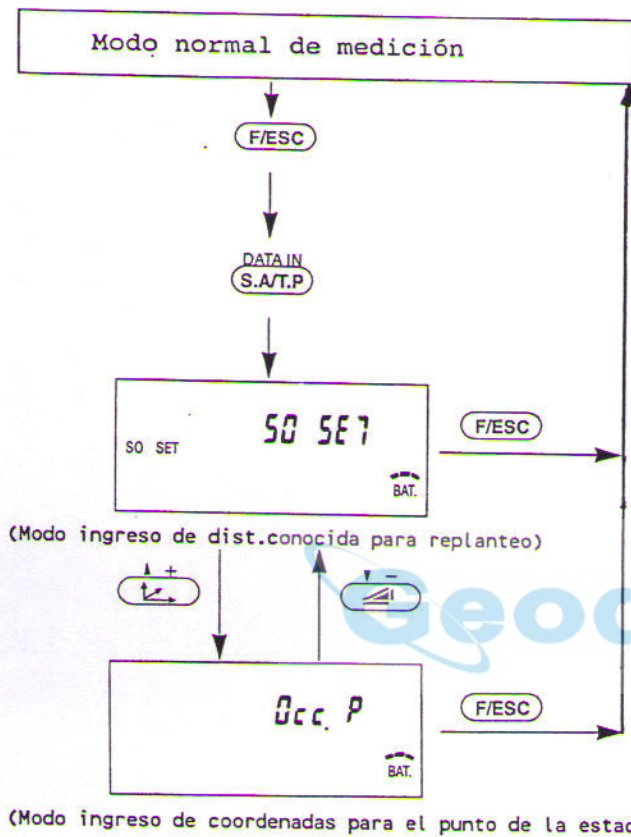 Modo normal de medición
F/ESC
DATA IN
S.A/T.P
SO SET
SO SET
F/ESC
BAT.
(Modo ingreso de dist.conocida para replanteo)
+
-
Geo
Occ. P
F/ESC
BAT.
(Modo ingreso de coordenadas para el punto de la